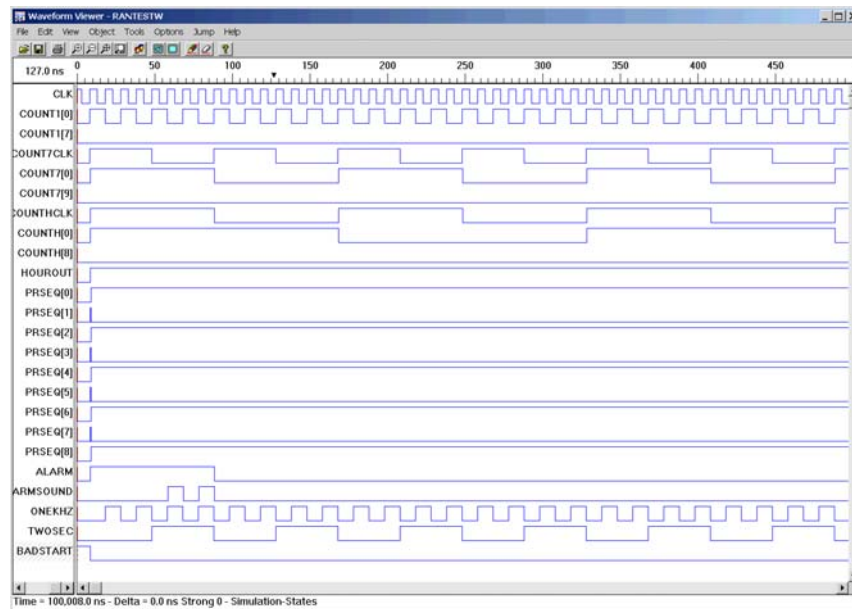 Waveform Viewer - RANTESTW
File Edit View Object Tools Options Jump Help
127.0 ns 0 50 100 150 200 250 300 350 400 450
CLK
COUNT1[0]
COUNT1[7]
COUNT7CLK
COUNT7[0]
COUNT7[9]
COUNTHCLK
COUNTH[0]
COUNTH[8]
HOUROUT
PRSEQ[0]
PRSEQ[1]
PRSEQ[2]
PRSEQ[3]
PRSEQ[4]
PRSEQ[5]
PRSEQ[6]
PRSEQ[7]
PRSEQ[8]
ALARM
ARMSOUND
ONEKHZ
TWOSEC
BADSTART
Time = 100,008.0 ns - Delta = 0.0 ns Strong 0 - Simulation-States